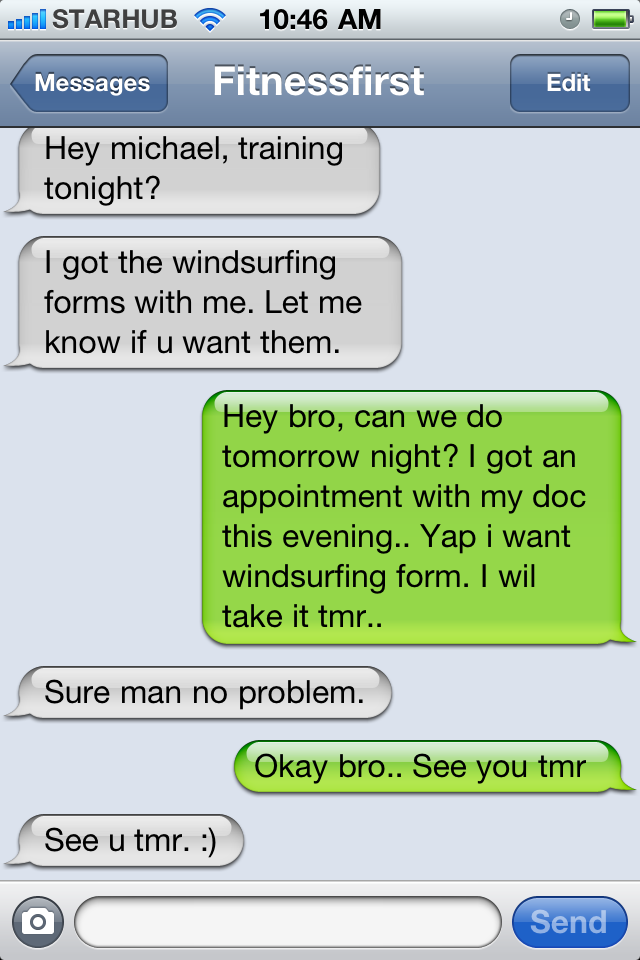 STARHUB 10:46 AM
Messages Fitnessfirst Edit
Hey michael, training
tonight?
I got the windsurfing
forms with me. Let me
know if u want them.
Hey bro, can we do
tomorrow night? I got an
appointment with my doc
this evening.. Yap i want
windsurfing form. I wil
take it tmr..
Sure man no problem.
Okay bro.. See you tmr
See u tmr. :)
Send